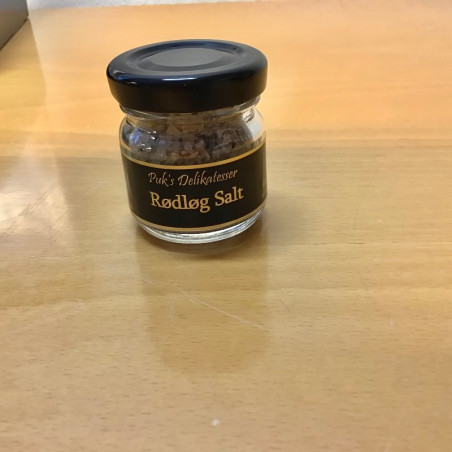 Puk's Delikatesser
Rødløg Salt